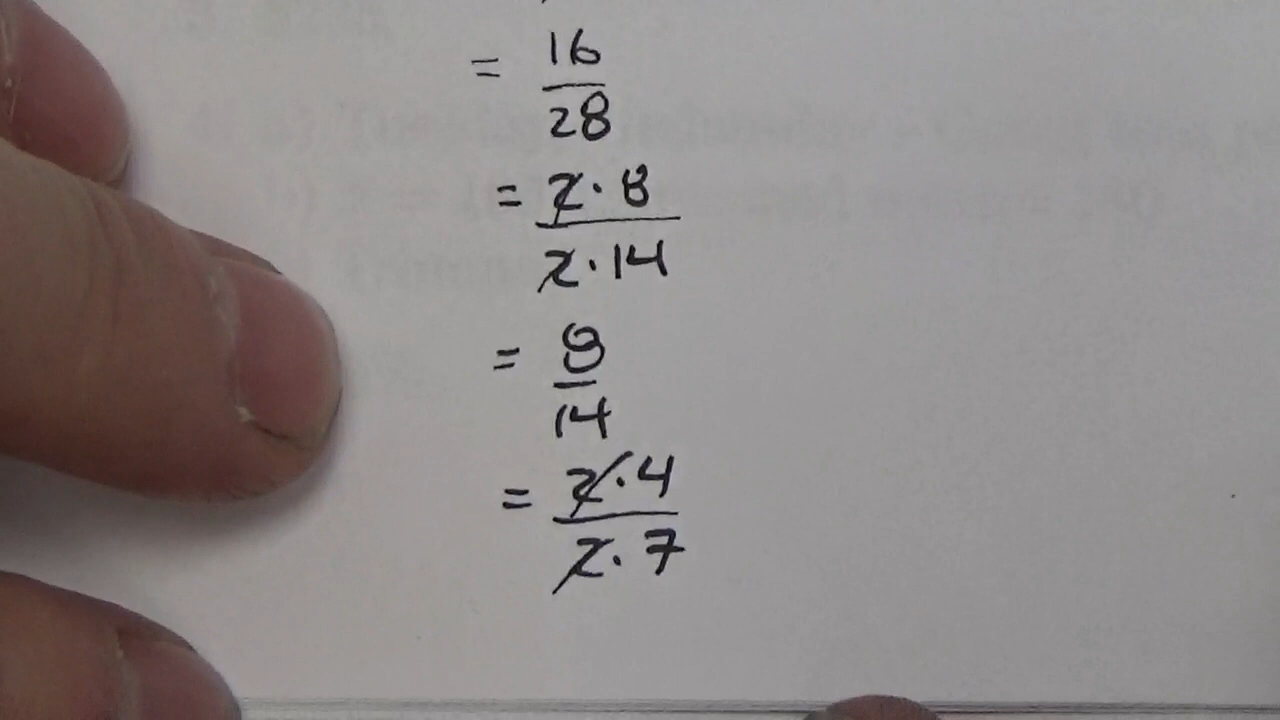 = 16/28
= 2·8/2·14
= 8/14
= 2·4/2·7